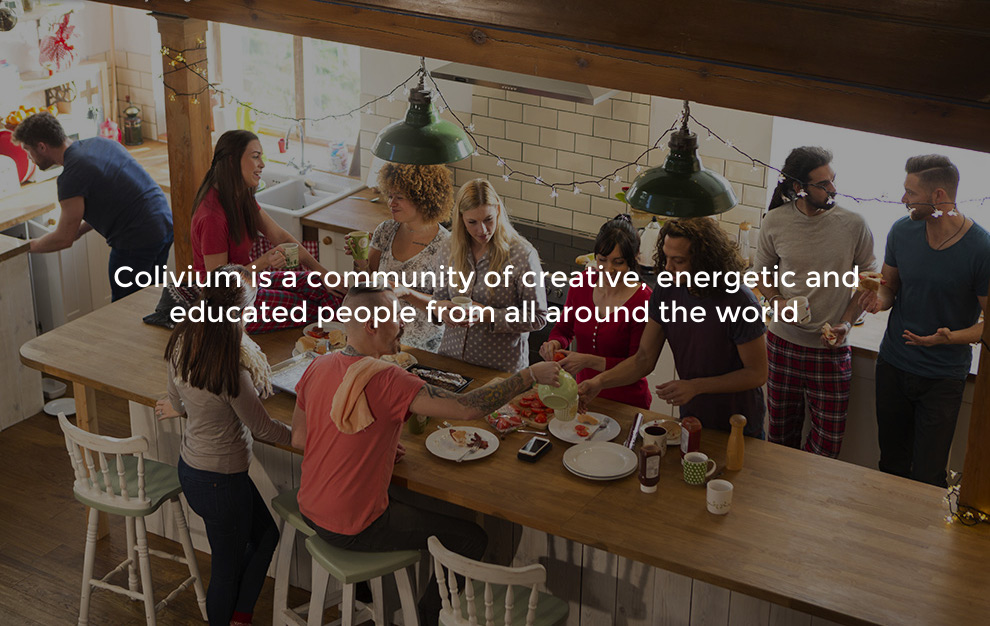 Colivium is a community of creative, energetic and
educated people from all around the world